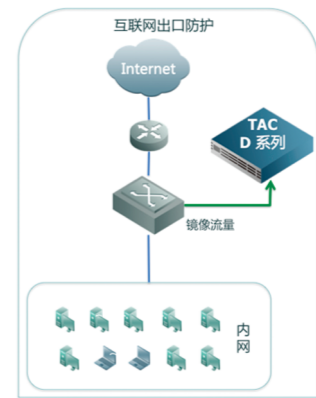 互联网出口防护
Internet
TAC
D 系列
镜像流量
内
网